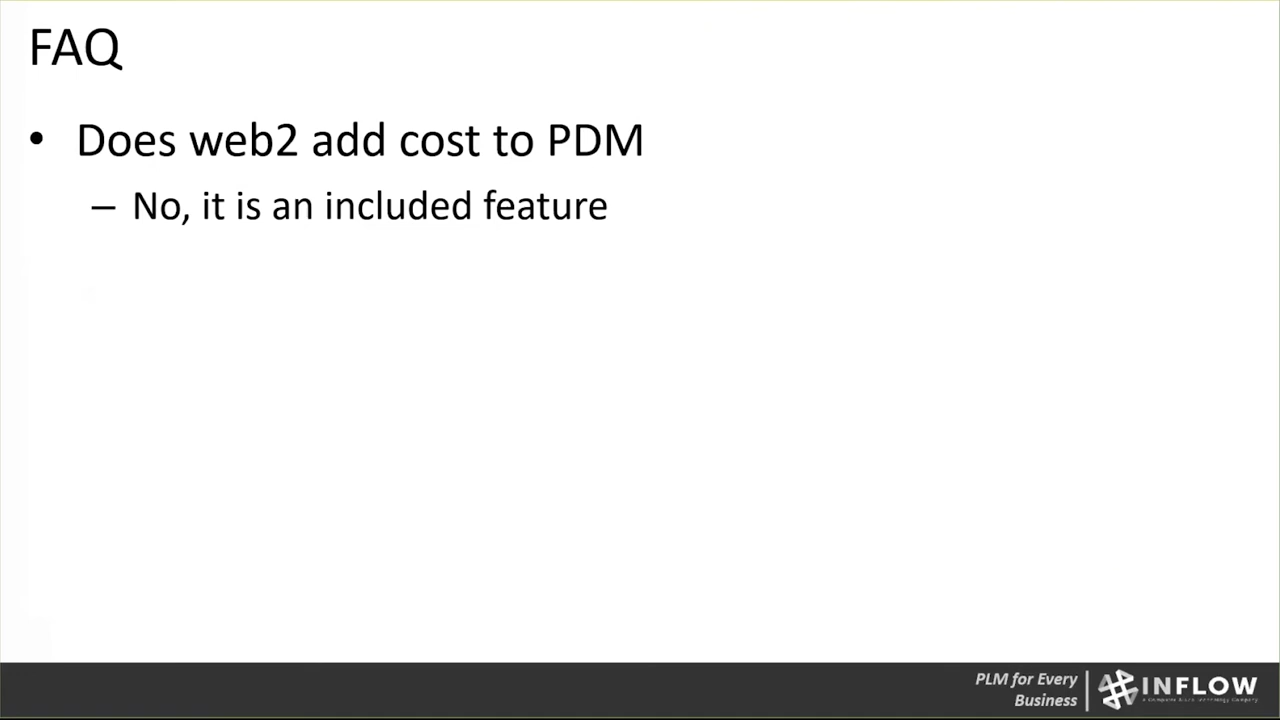 FAQ
• Does web2 add cost to PDM
– No, it is an included feature
PLM for Every
Business
INFLOW